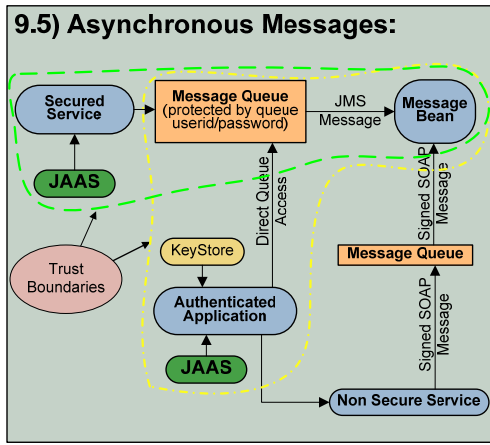 9.5) Asynchronous Messages:
Secured
Service
Message Queue
(protected by queue
userid/password)
JMS
Message
Message
Bean
JAAS
Direct Queue
Access
Signed SOAP
Message
Trust
Boundaries
KeyStore
Message Queue
Authenticated
Application
Signed SOAP
Message
JAAS
Non Secure Service